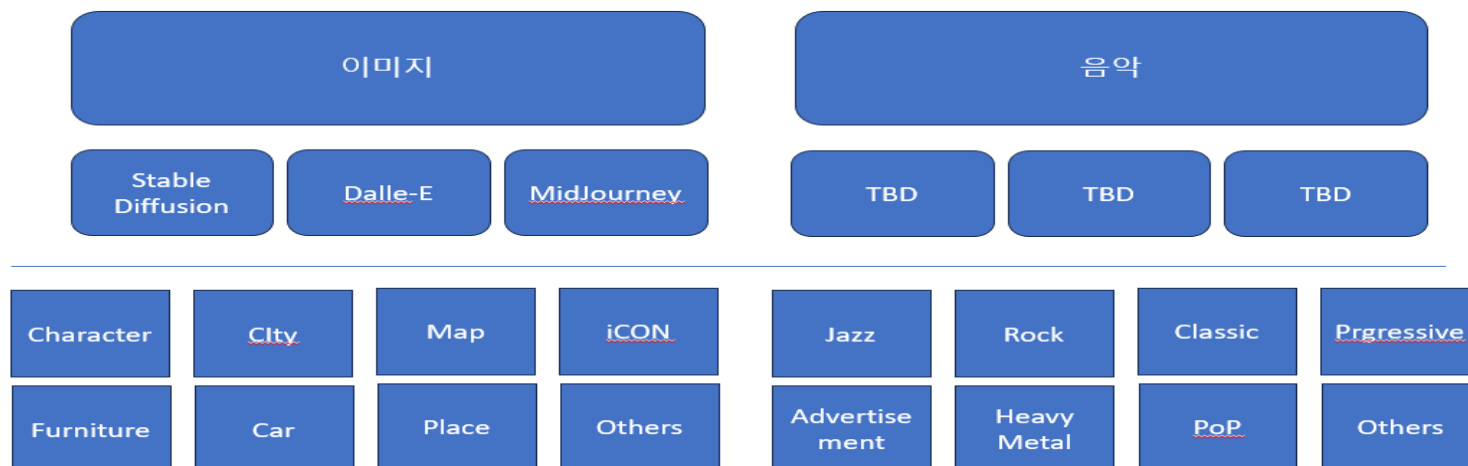 이미지
음악
Stable
Diffusion
Dalle-E
MidJourney
TBD
TBD
TBD
Character
CIty
Map
iCON
Jazz
Rock
Classic
Prgressive
Furniture
Car
Place
Others
Advertise
ment
Heavy
Metal
PoP
Others